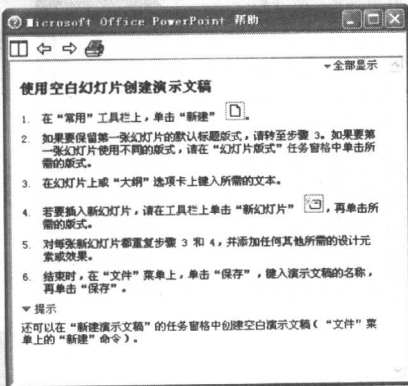 Microsoft Office PowerPoint 帮助
全部显示
使用空白幻灯片创建演示文稿
1. 在“常用”工具栏上，单击“新建” 。
2. 如果要保留第一张幻灯片的默认标题版式，请转至步骤 3。如果要第
一张幻灯片使用不同的版式，请在“幻灯片版式”任务窗格中单击所
需的版式。
3. 在幻灯片上或“大纲”选项卡上键入所需的文本。
4. 若要插入新幻灯片，请在工具栏上单击“新幻灯片” ，再单击所
需的版式。
5. 对每张新幻灯片都重复步骤 3 和 4，并添加任何其他所需的设计元
素或效果。
6. 结束时，在“文件”菜单上，单击“保存”，键入演示文稿的名称，
再单击“保存”。
提示
还可以在“新建演示文稿”的任务窗格中创建空白演示文稿（“文件”菜
单上的“新建”命令）。